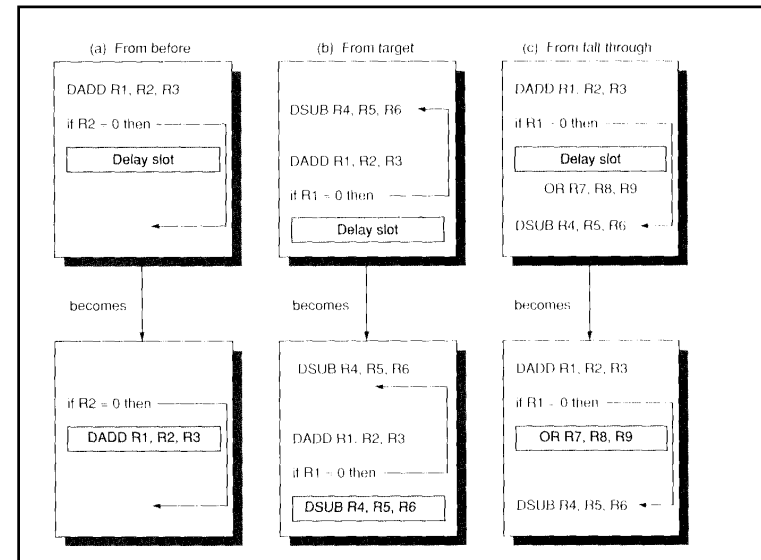 (a) From before
DADD R1, R2, R3
if R2 = 0 then
Delay slot
becomes
if R2 = 0 then
DADD R1, R2, R3
(b) From target
DSUB R4, R5, R6
DADD R1, R2, R3
if R1 = 0 then
Delay slot
becomes
DSUB R4, R5, R6
DADD R1, R2, R3
if R1 = 0 then
DSUB R4, R5, R6
(c) From fall through
DADD R1, R2, R3
if R1 = 0 then
Delay slot
OR R7, R8, R9
DSUB R4, R5, R6
becomes
DADD R1, R2, R3
if R1 = 0 then
OR R7, R8, R9
DSUB R4, R5, R6